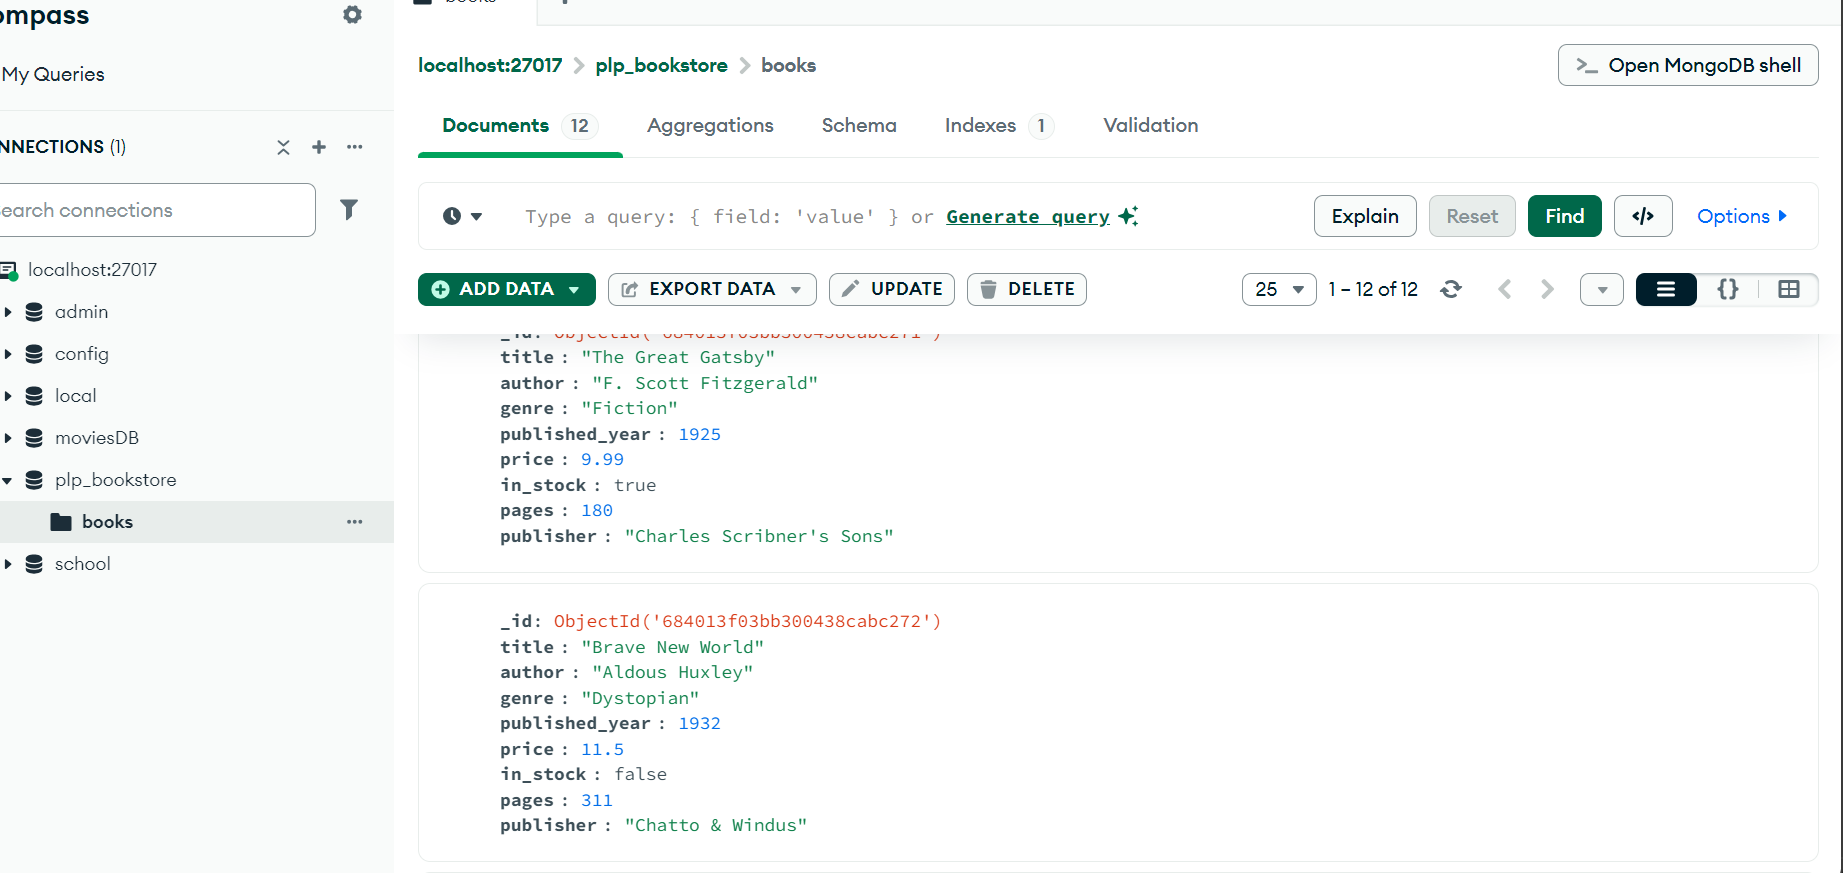 ompass
My Queries
NNECTIONS (1)
earch connections
localhost:27017
admin
config
local
moviesDB
plp_bookstore
books
school
books
localhost:27017 > plp_bookstore > books
>_ Open MongoDB shell
Documents 12 Aggregations Schema Indexes 1 Validation
Type a query: { field: 'value' } or Generate query
Explain Reset Find </> Options
ADD DATA EXPORT DATA UPDATE DELETE 25 1 – 12 of 12 {}
_id: ObjectId('684013f03bb300438cabc271')
title : "The Great Gatsby"
author : "F. Scott Fitzgerald"
genre : "Fiction"
published_year : 1925
price : 9.99
in_stock : true
pages : 180
publisher : "Charles Scribner's Sons"
_id: ObjectId('684013f03bb300438cabc272')
title : "Brave New World"
author : "Aldous Huxley"
genre : "Dystopian"
published_year : 1932
price : 11.5
in_stock : false
pages : 311
publisher : "Chatto & Windus"